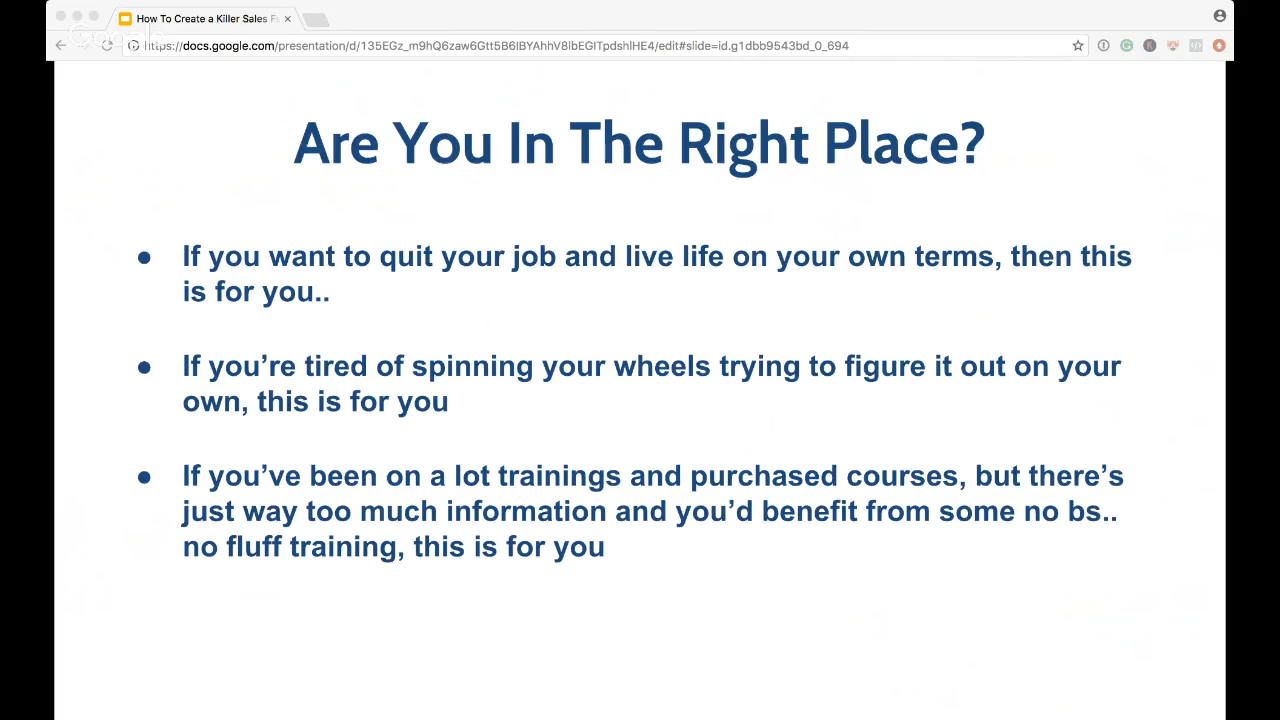 How To Create a Killer Sales F
Google
https://docs.google.com/presentation/d/135EGz_m9hQ6zaw6Gtt5B6lBYAhhV8lbEGlTpdshlHE4/edit#slide=id.g1dbb9543bd_0_694
Are You In The Right Place?
● If you want to quit your job and live life on your own terms, then this
is for you..
● If you’re tired of spinning your wheels trying to figure it out on your
own, this is for you
● If you’ve been on a lot trainings and purchased courses, but there’s
just way too much information and you’d benefit from some no bs..
no fluff training, this is for you